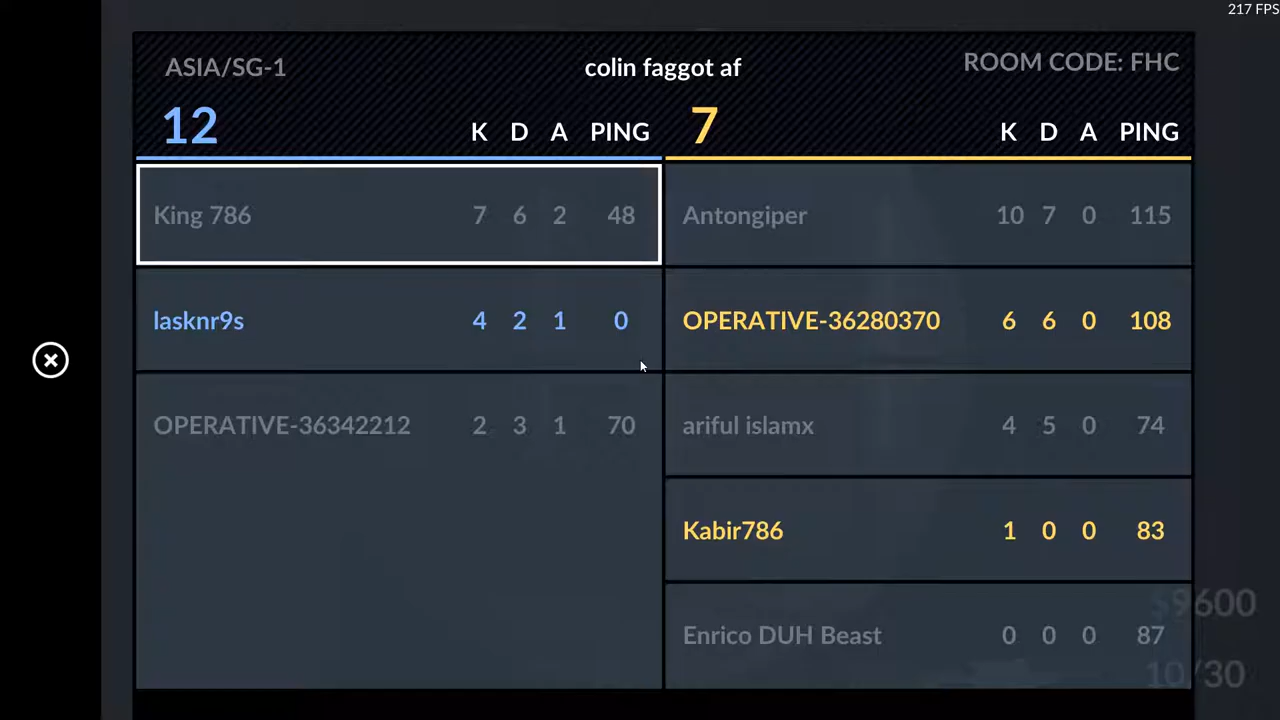 217 FPS
ASIA/SG-1
colin faggot af
ROOM CODE: FHC
12 K D A PING
7 K D A PING
King 786 7 6 2 48
Antongiper 10 7 0 115
lasknr9s 4 2 1 0
OPERATIVE-36280370 6 6 0 108
OPERATIVE-36342212 2 3 1 70
ariful islamx 4 5 0 74
Kabir786 1 0 0 83
Enrico DUH Beast 0 0 0 87
$9600
10/30